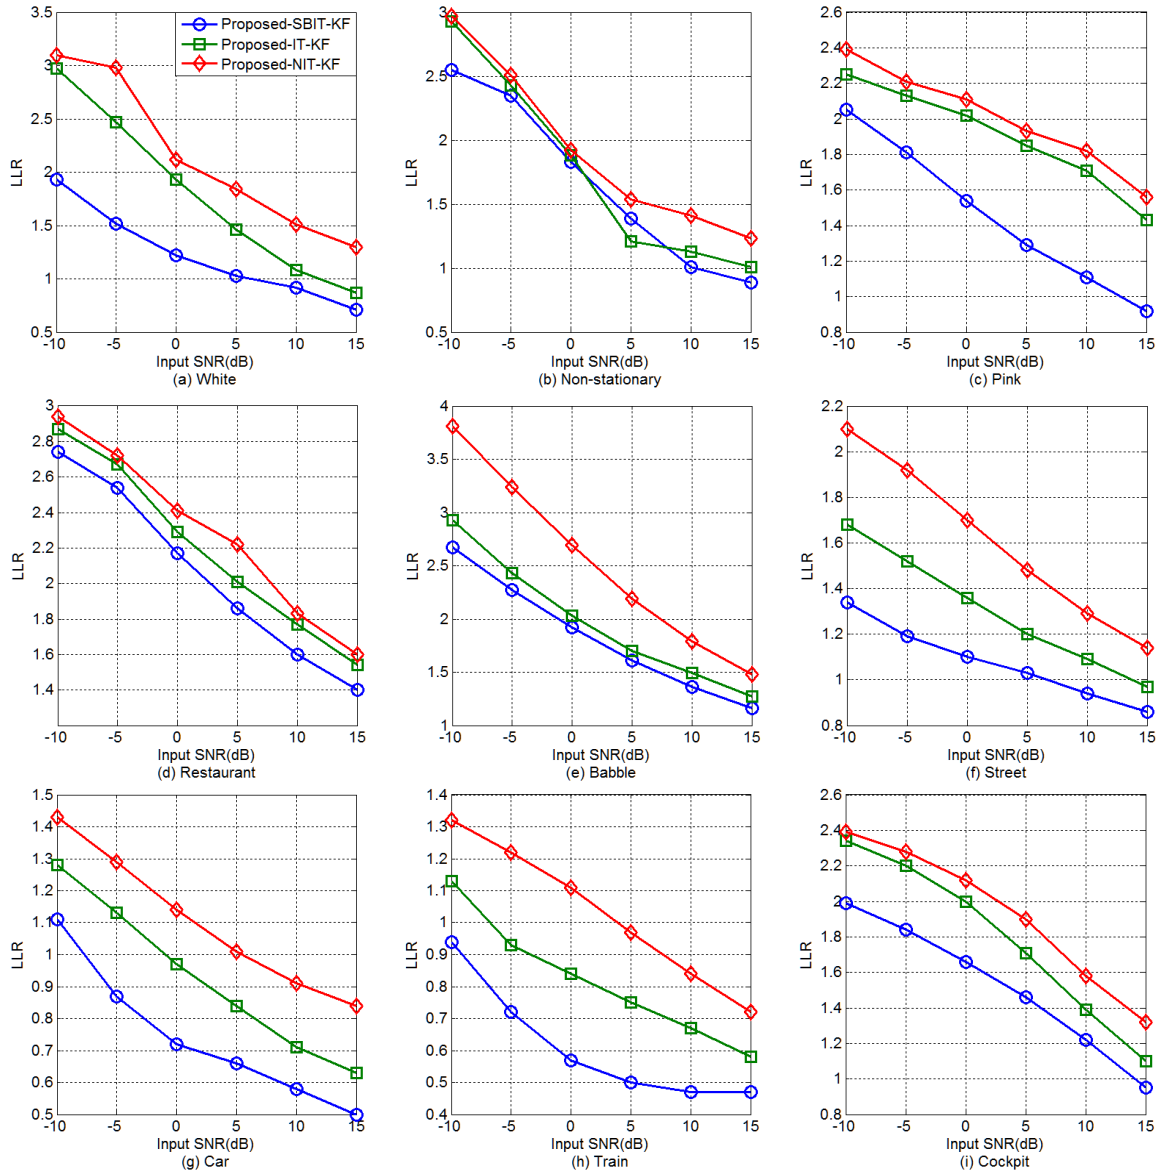 3.5
3
2.5
2
1.5
1
0.5
LLR
-10 -5 0 5 10 15
Input SNR(dB)
(a) White
Proposed-SBIT-KF
Proposed-IT-KF
Proposed-NIT-KF
3
2.5
2
1.5
1
0.5
LLR
-10 -5 0 5 10 15
Input SNR(dB)
(b) Non-stationary
2.6
2.4
2.2
2
1.8
1.6
1.4
1.2
1
0.8
LLR
-10 -5 0 5 10 15
Input SNR(dB)
(c) Pink
3
2.8
2.6
2.4
2.2
2
1.8
1.6
1.4
LLR
-10 -5 0 5 10 15
Input SNR(dB)
(d) Restaurant
4
3.5
3
2.5
2
1.5
1
LLR
-10 -5 0 5 10 15
Input SNR(dB)
(e) Babble
2.2
2
1.8
1.6
1.4
1.2
1
0.8
LLR
-10 -5 0 5 10 15
Input SNR(dB)
(f) Street
1.5
1.4
1.3
1.2
1.1
1
0.9
0.8
0.7
0.6
0.5
LLR
-10 -5 0 5 10 15
Input SNR(dB)
(g) Car
1.4
1.3
1.2
1.1
1
0.9
0.8
0.7
0.6
0.5
0.4
LLR
-10 -5 0 5 10 15
Input SNR(dB)
(h) Train
2.6
2.4
2.2
2
1.8
1.6
1.4
1.2
1
0.8
LLR
-10 -5 0 5 10 15
Input SNR(dB)
(i) Cockpit